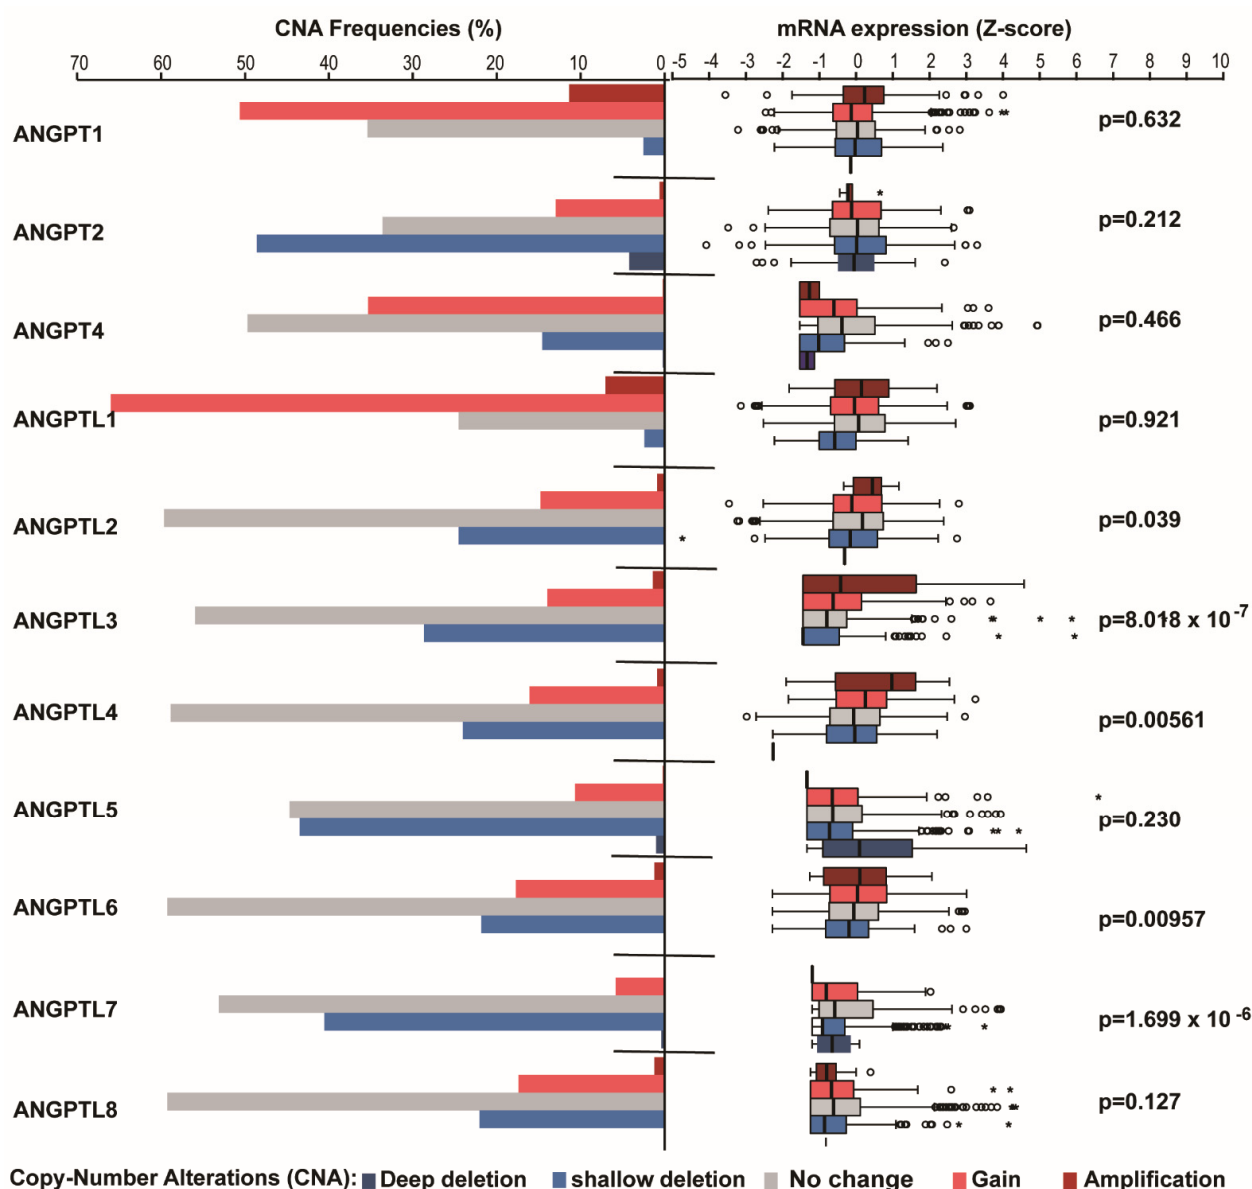 CNA Frequencies (%) mRNA expression (Z-score)
70 60 50 40 30 20 10 0 -5 -4 -3 -2 -1 0 1 2 3 4 5 6 7 8 9 10
ANGPT1 p=0.632
ANGPT2 p=0.212
ANGPT4 p=0.466
ANGPTL1 p=0.921
ANGPTL2 p=0.039
ANGPTL3 p=8.018 x 10⁻⁷
ANGPTL4 p=0.00561
ANGPTL5 p=0.230
ANGPTL6 p=0.00957
ANGPTL7 p=1.699 x 10⁻⁶
ANGPTL8 p=0.127
Copy-Number Alterations (CNA): Deep deletion shallow deletion No change Gain Amplification